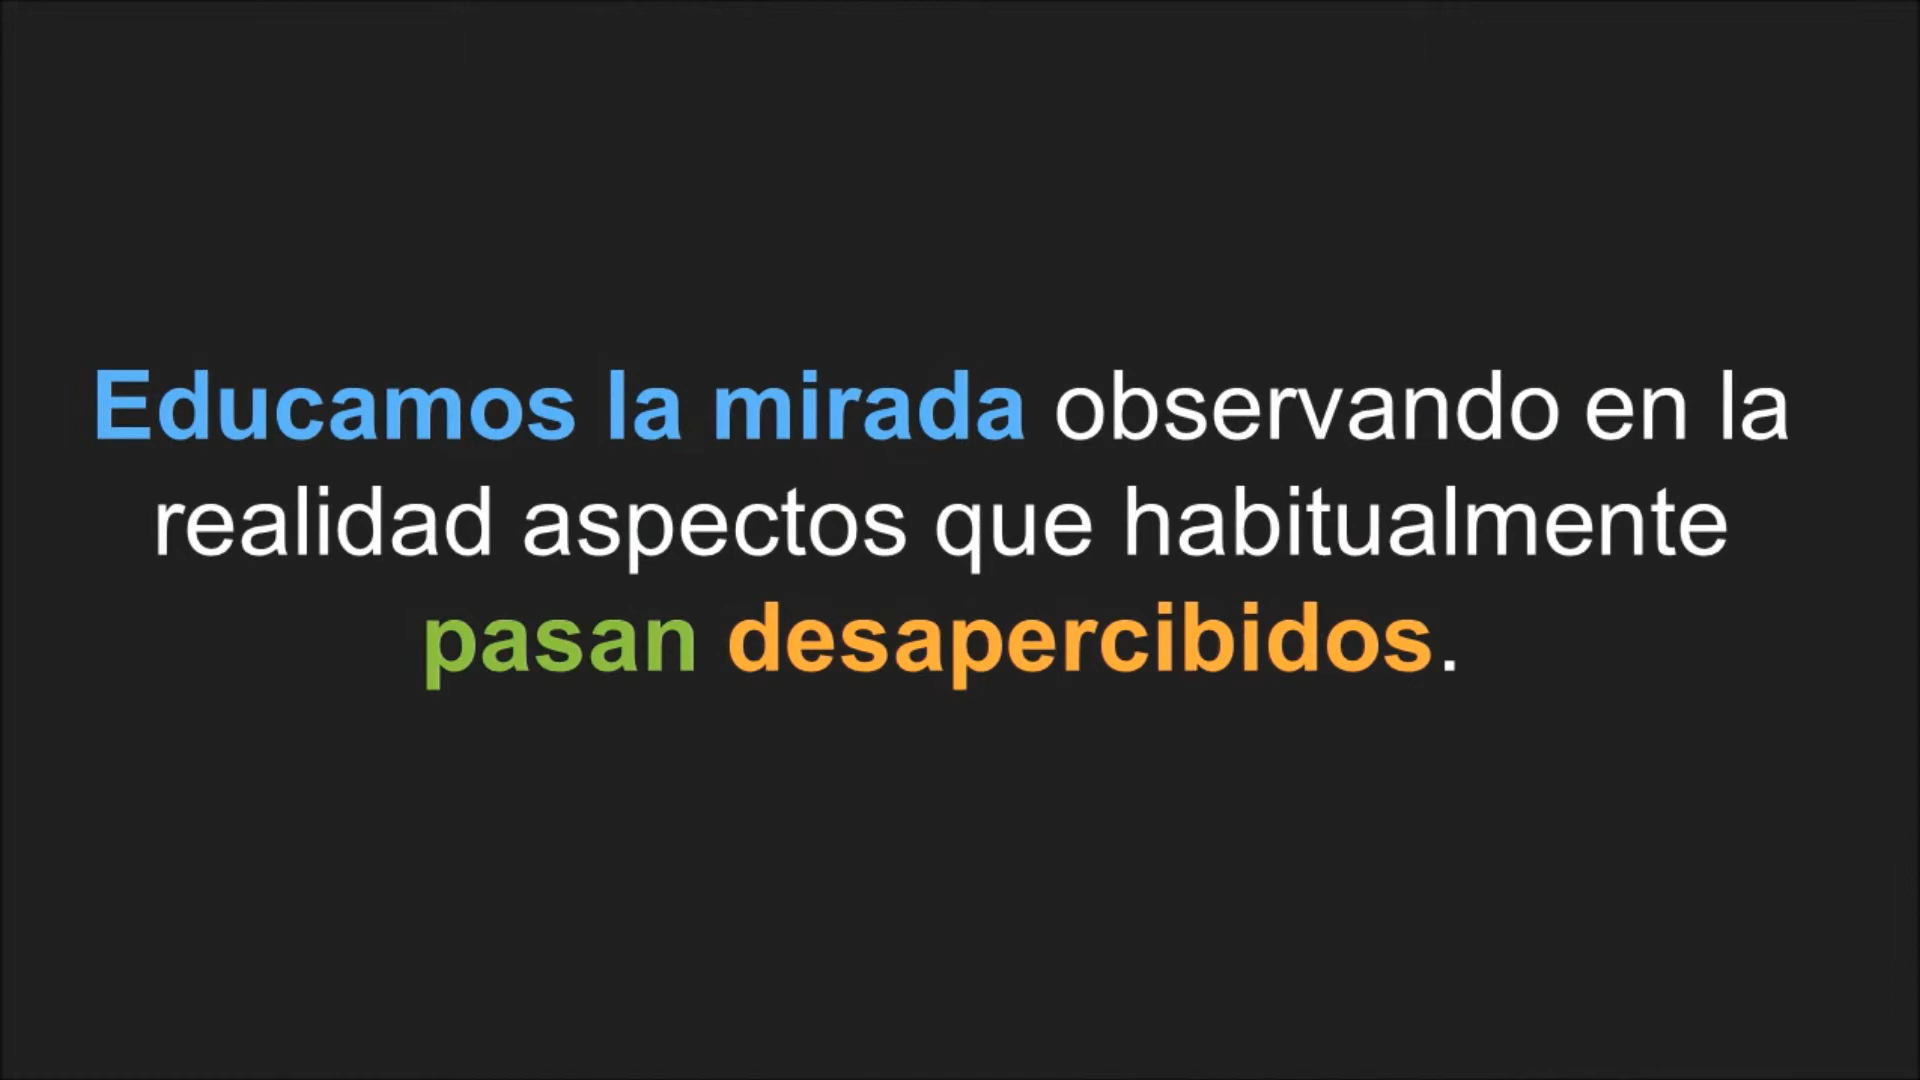 Educamos la mirada observando en la
realidad aspectos que habitualmente
pasan desapercibidos.